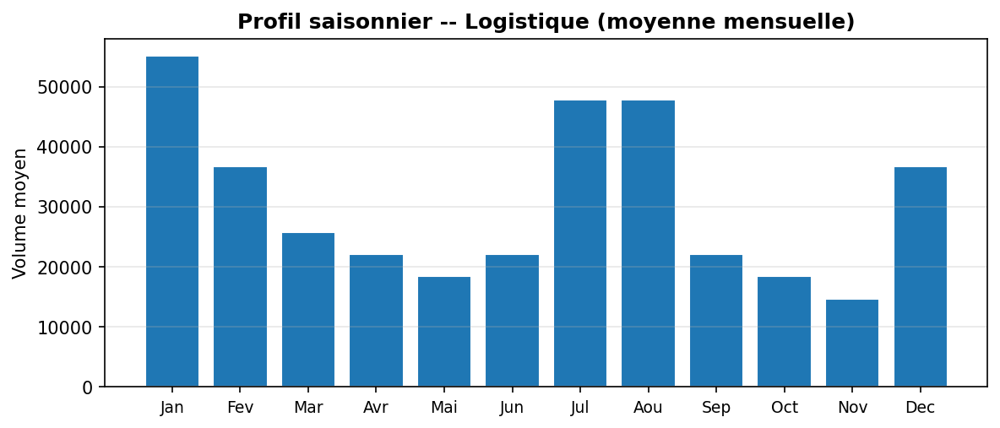 Profil saisonnier -- Logistique (moyenne mensuelle)
Volume moyen
50000
40000
30000
20000
10000
0
Jan Fev Mar Avr Mai Jun Jul Aou Sep Oct Nov Dec